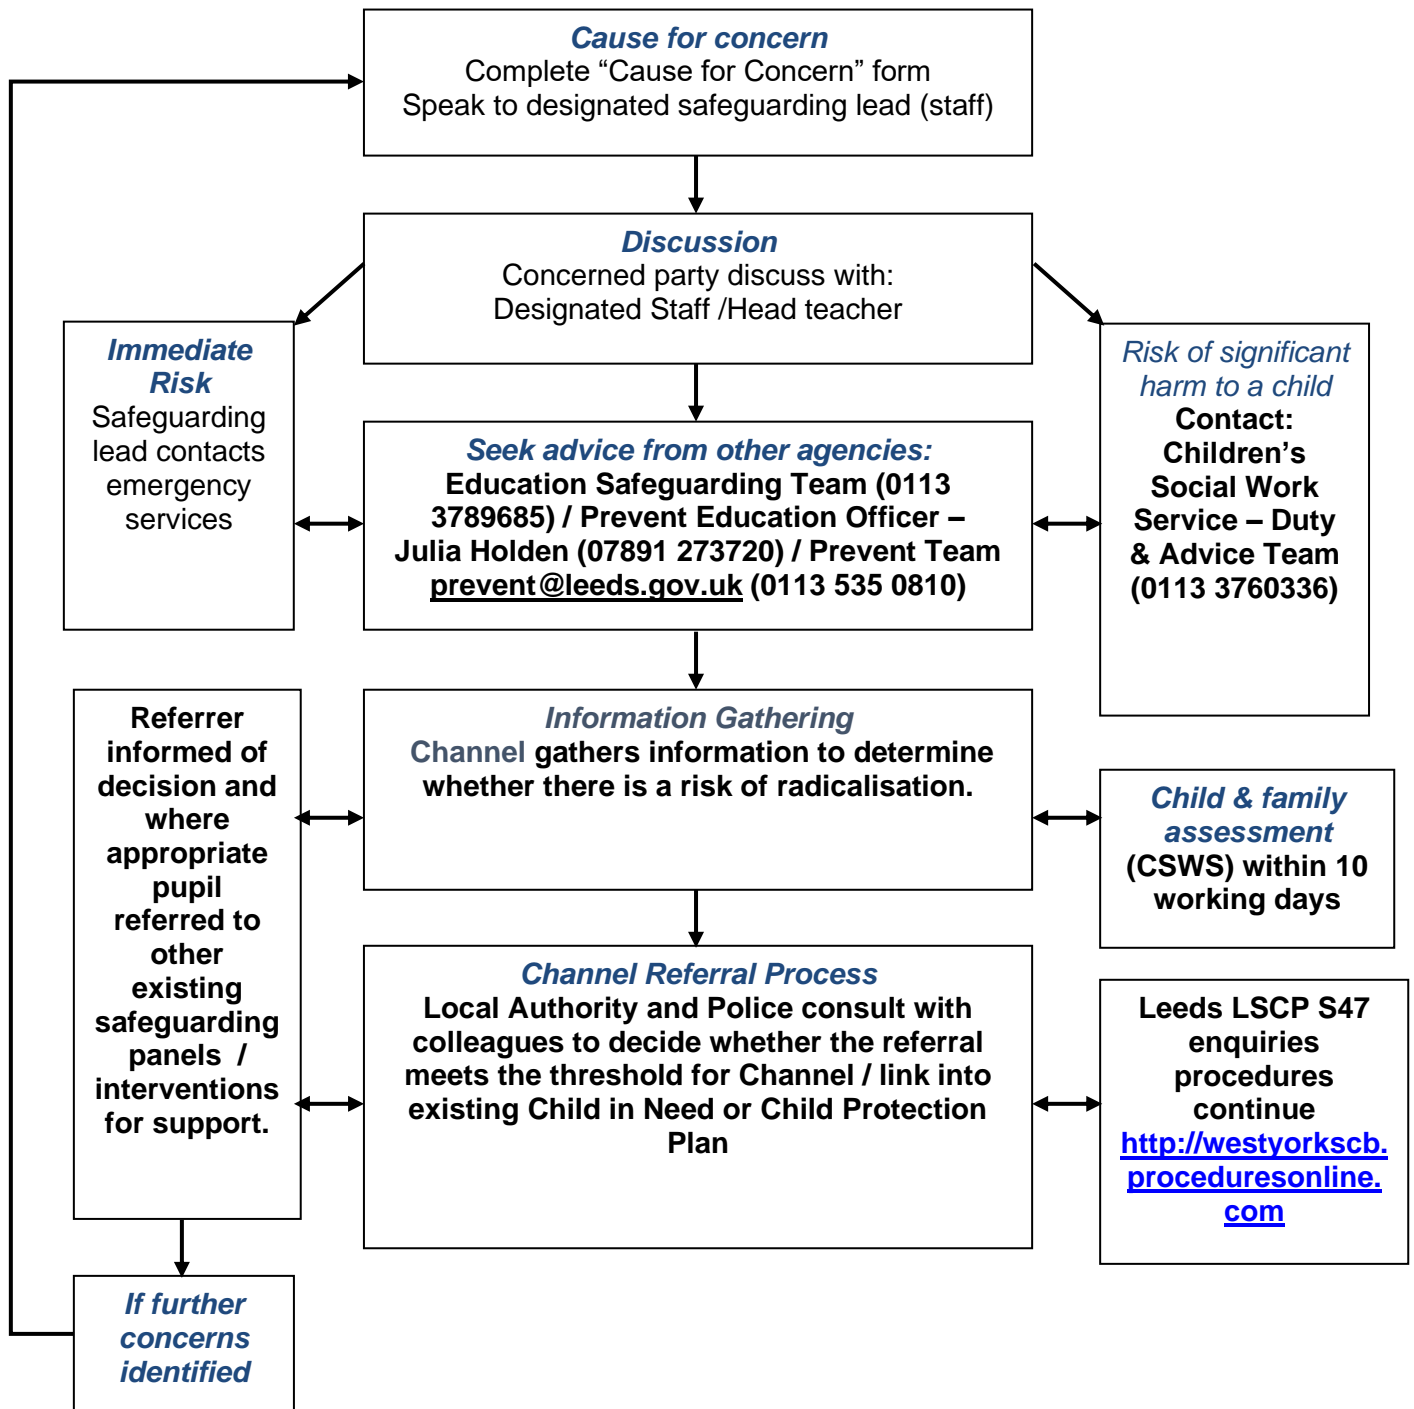 Cause for concern
Complete “Cause for Concern” form
Speak to designated safeguarding lead (staff)
Discussion
Concerned party discuss with:
Designated Staff /Head teacher
Immediate
Risk
Safeguarding
lead contacts
emergency
services
Risk of significant
harm to a child
Contact:
Children’s
Social Work
Service – Duty
& Advice Team
(0113 3760336)
Seek advice from other agencies:
Education Safeguarding Team (0113
3789685) / Prevent Education Officer –
Julia Holden (07891 273720) / Prevent Team
prevent@leeds.gov.uk (0113 535 0810)
Referrer
informed of
decision and
where
appropriate
pupil
referred to
other
existing
safeguarding
panels /
interventions
for support.
Information Gathering
Channel gathers information to determine
whether there is a risk of radicalisation.
Child & family
assessment
(CSWS) within 10
working days
Channel Referral Process
Local Authority and Police consult with
colleagues to decide whether the referral
meets the threshold for Channel / link into
existing Child in Need or Child Protection
Plan
Leeds LSCP S47
enquiries
procedures
continue
http://westyorkscb.
proceduresonline.
com
If further
concerns
identified